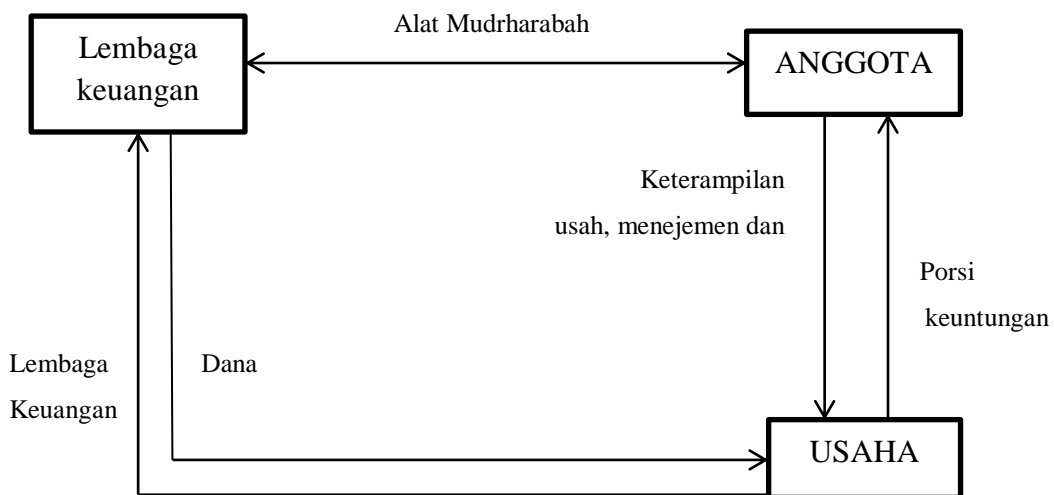 Alat Mudrharabah
Lembaga
keuangan
ANGGOTA
Keterampilan
usah, menejemen dan
Porsi
keuntungan
Lembaga
Keuangan
Dana
USAHA